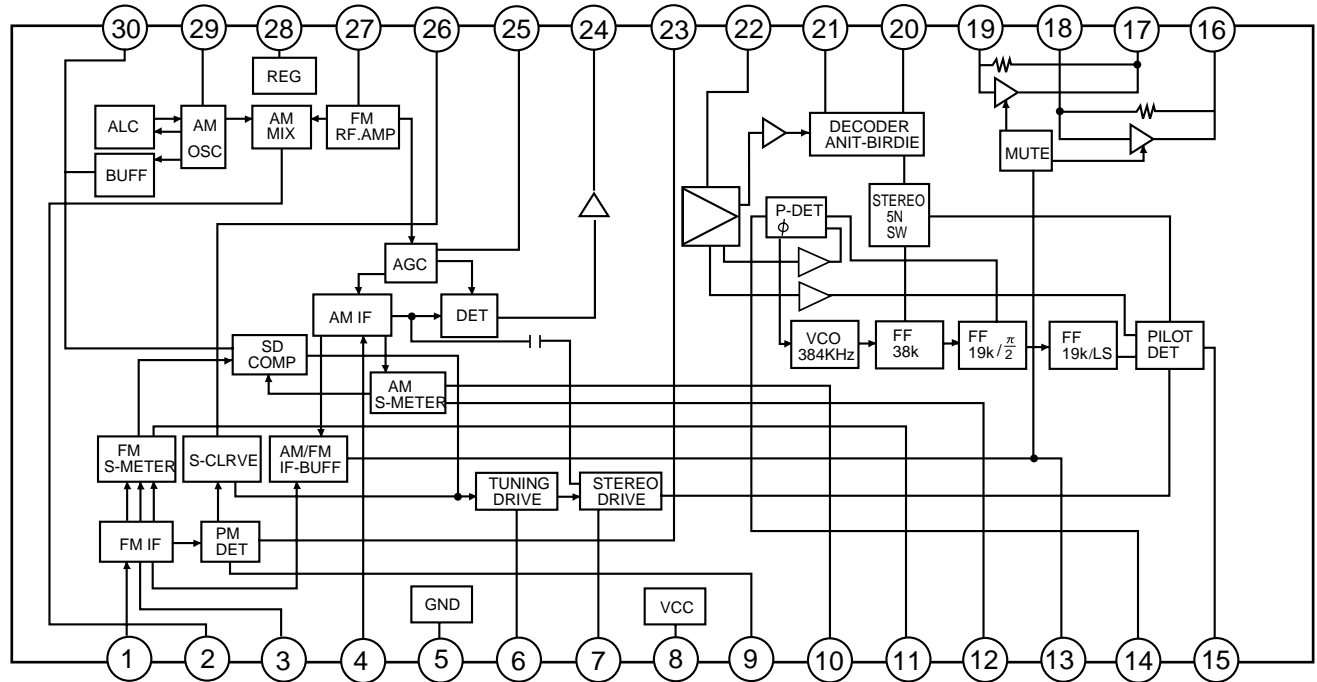 30 29 28 27 26 25 24 23 22 21 20 19 18 17 16
REG
ALC
AM
OSC
AM
MIX
FM
RF.AMP
BUFF
DECODER
ANIT-BIRDIE
MUTE
STEREO
5N
SW
P-DET
ϕ
AGC
AM IF
DET
SD
COMP
VCO
384KHz
FF
38k
FF
19k/π/2
FF
19k/LS
PILOT
DET
AM
S-METER
FM
S-METER
S-CLRVE
AM/FM
IF-BUFF
TUNING
DRIVE
STEREO
DRIVE
FM IF
PM
DET
GND
VCC
1 2 3 4 5 6 7 8 9 10 11 12 13 14 15